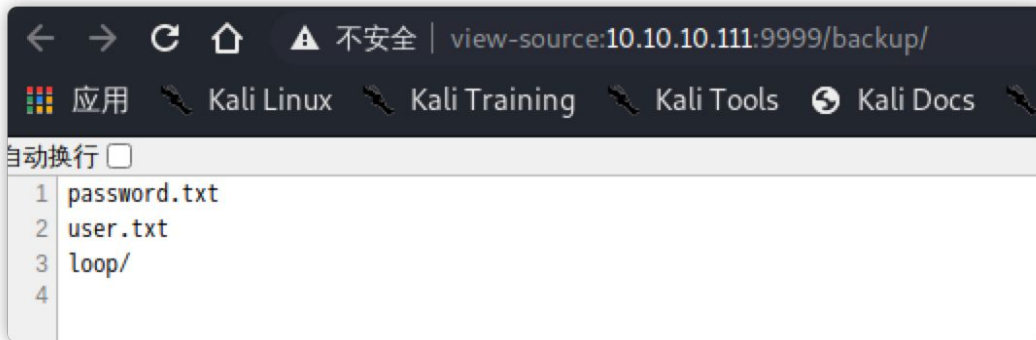 不安全 | view-source:10.10.10.111:9999/backup/
应用 Kali Linux Kali Training Kali Tools Kali Docs
自动换行
1 password.txt
2 user.txt
3 loop/
4